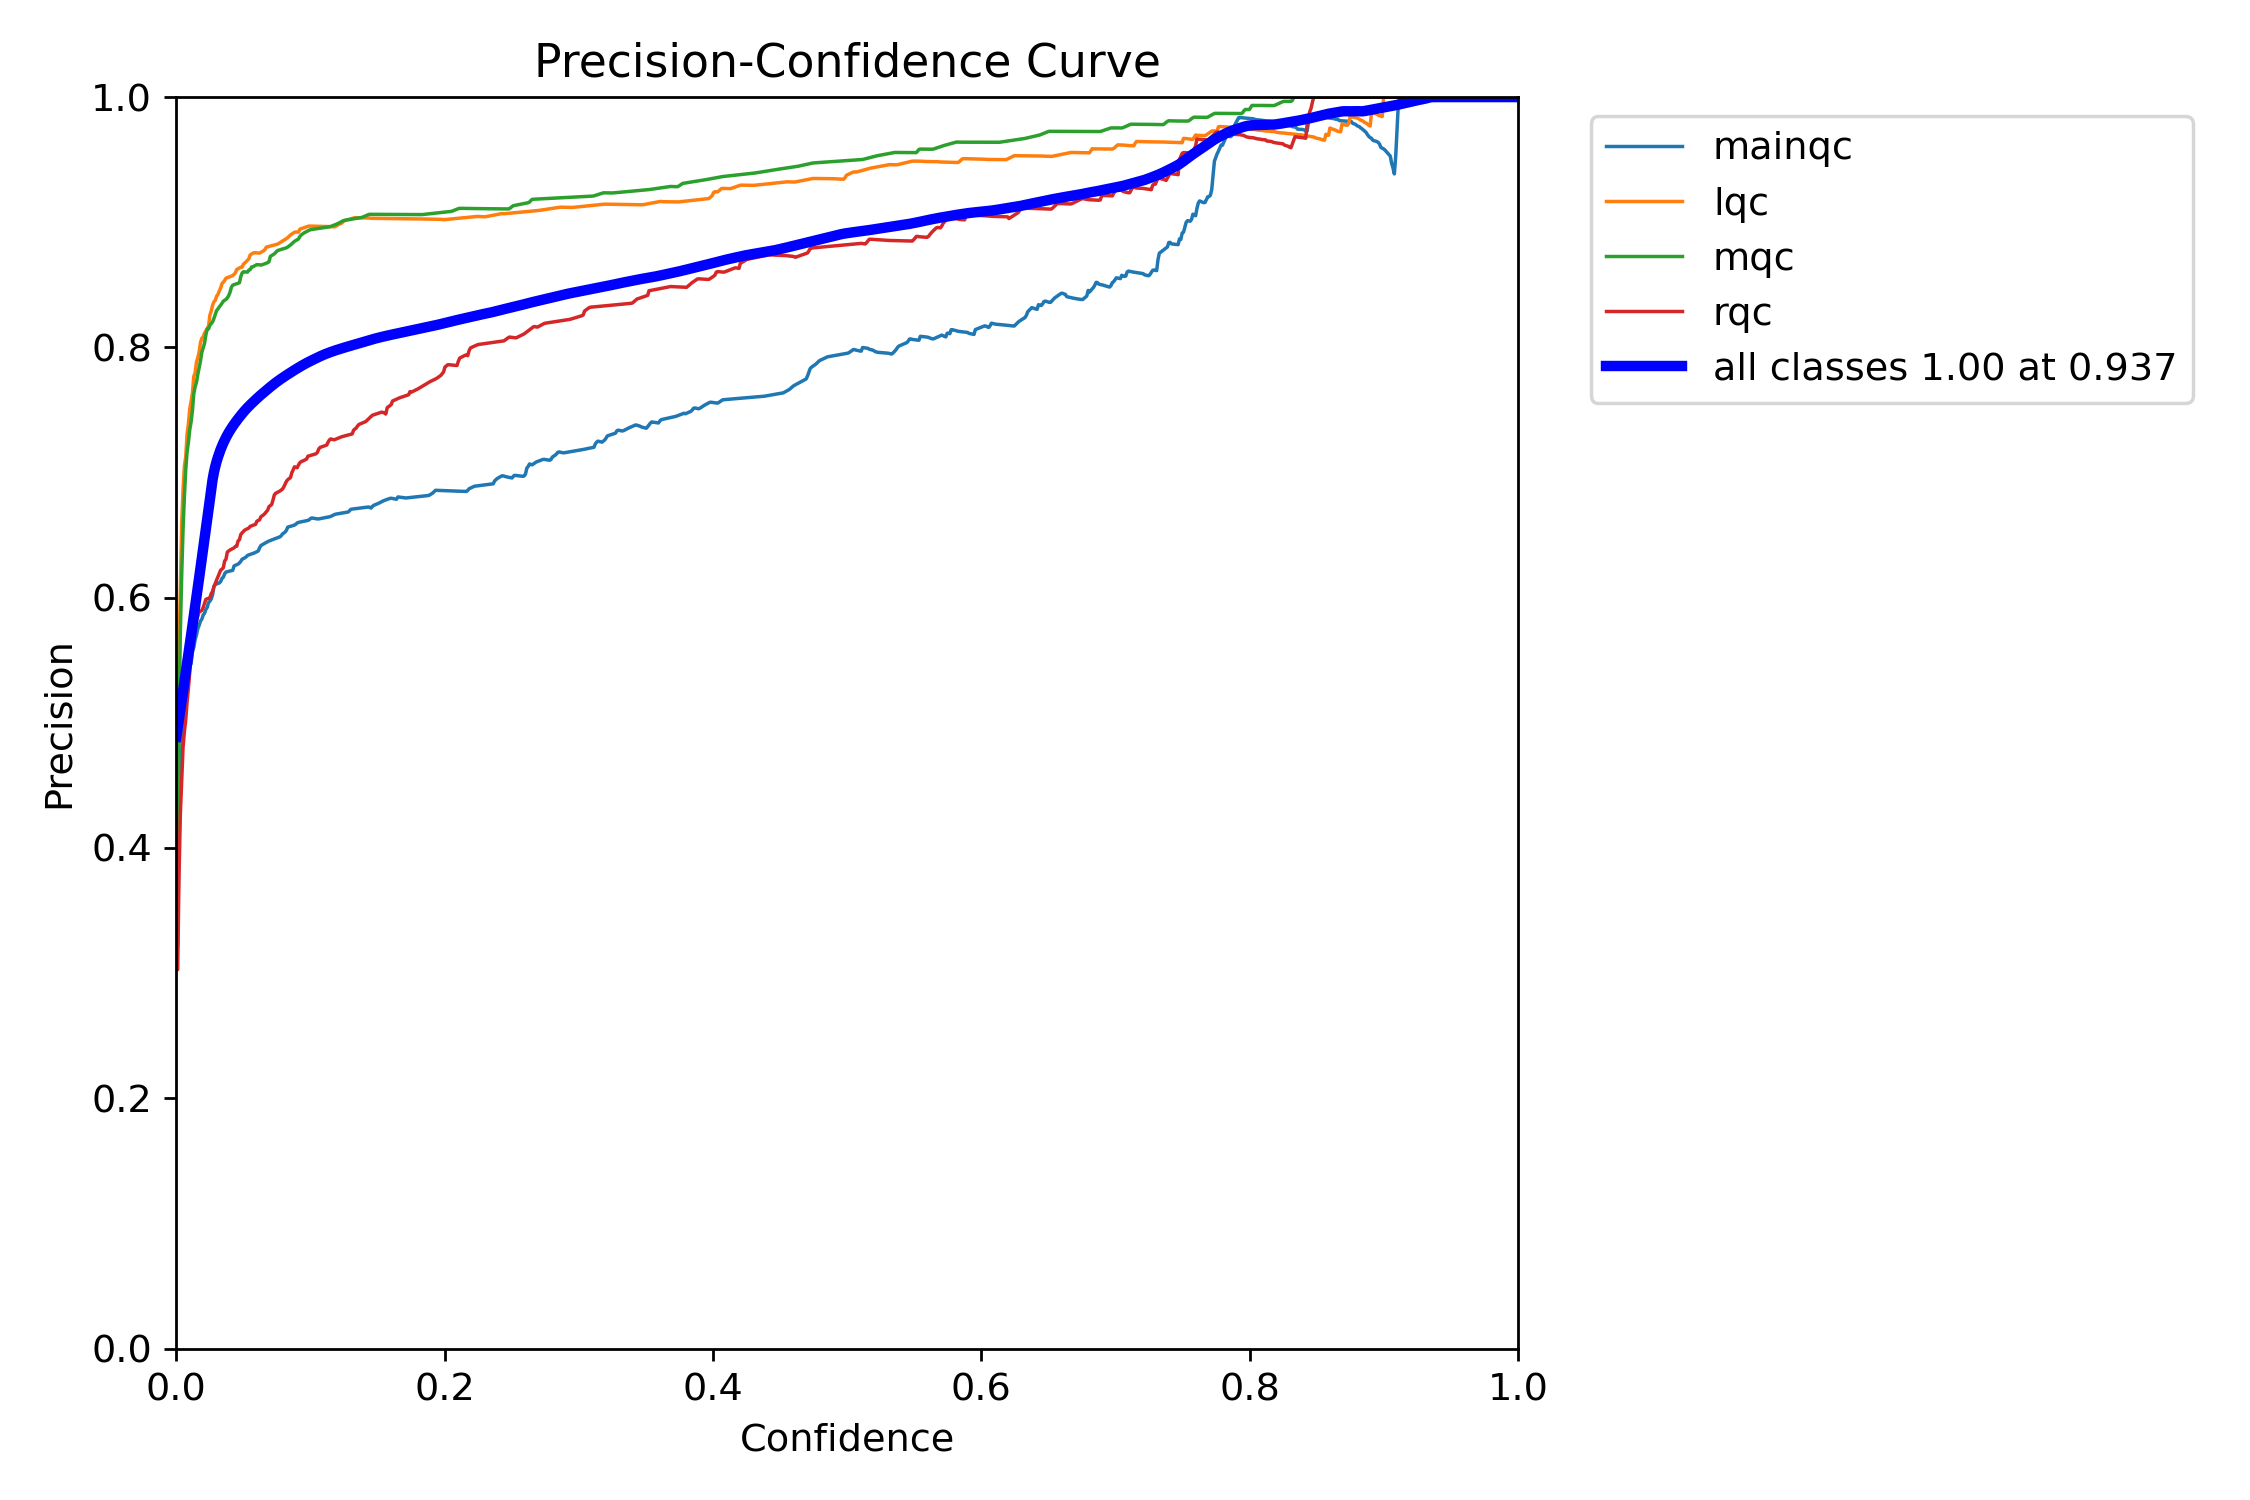 Precision-Confidence Curve
1.0
0.8
0.6
0.4
0.2
0.0
Precision
0.0 0.2 0.4 0.6 0.8 1.0
Confidence
mainqc
lqc
mqc
rqc
all classes 1.00 at 0.937